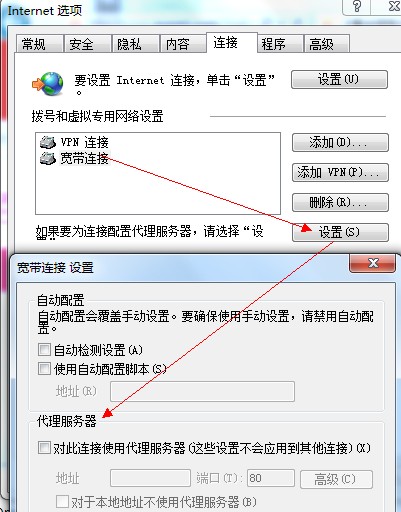 Internet 选项
常规 安全 隐私 内容 连接 程序 高级
要设置 Internet 连接，单击“设置”
。
设置(U)
拨号和虚拟专用网络设置
VPN 连接
宽带连接
添加(D)...
添加 VPN(P)...
删除(R)...
如果要为连接配置代理服务器，请选择“设
设置(S)
宽带连接 设置
自动配置
自动配置会覆盖手动设置。要确保使用手动设置，请禁用自动配
置。
自动检测设置(A)
使用自动配置脚本(S)
地址(R)
代理服务器
对此连接使用代理服务器(这些设置不会应用到其他连接)(X)
地址 端口(T): 80 高级(C)
对于本地地址不使用代理服务器(B)